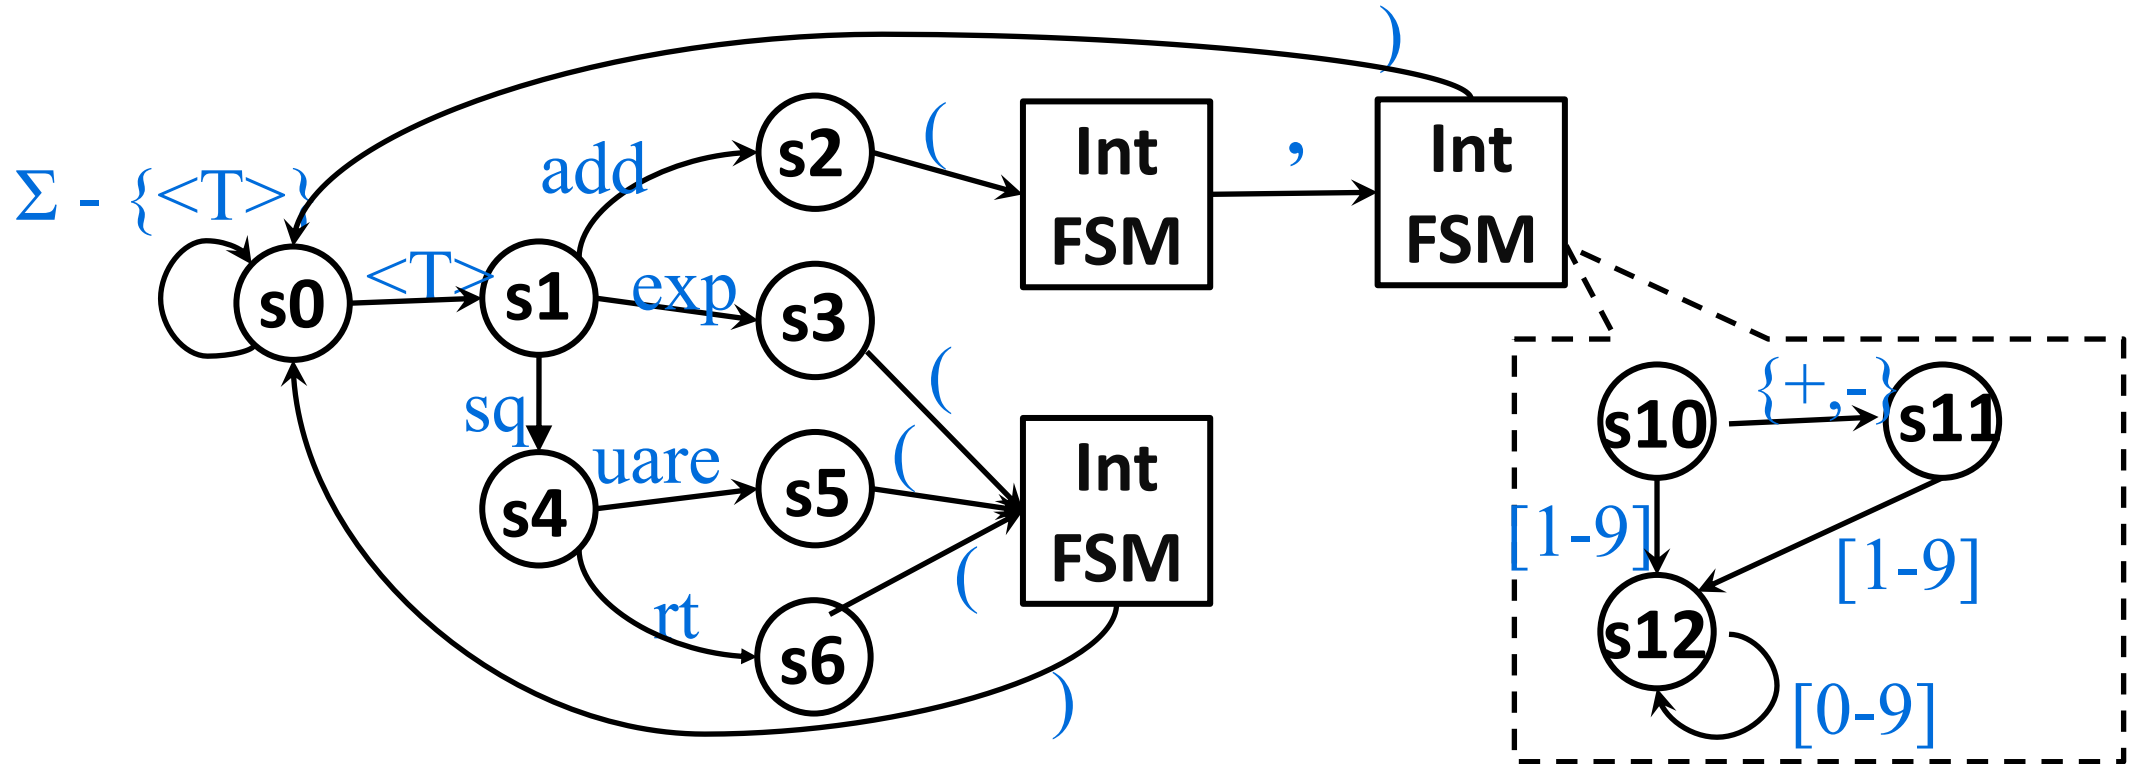 )
(
Int
FSM
,
Int
FSM
s2
add
Σ - {<T>}
<T>
s0
s1
exp
s3
(
sq
uare
(
s4
s5
Int
FSM
rt
(
s6
)
s10
{+,-}
s11
[1-9]
[1-9]
s12
[0-9]